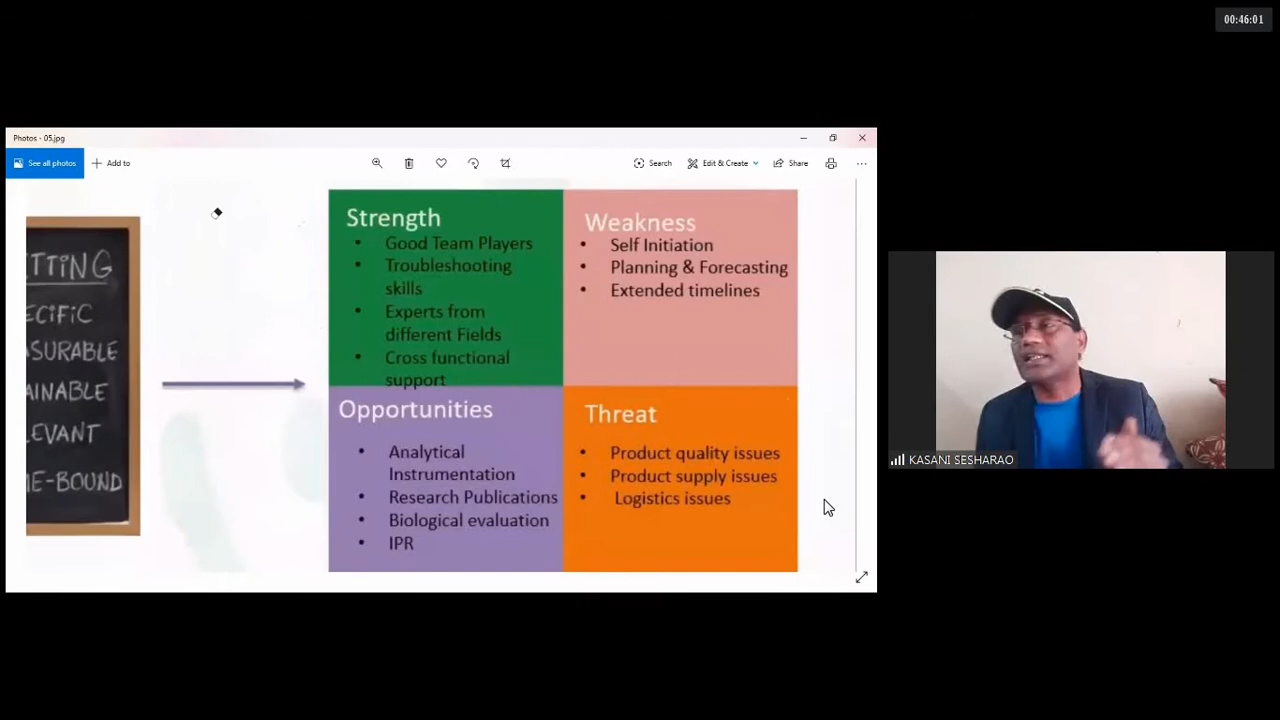 00:46:01
Photos - 05.jpg
See all photos
Add to
Search
Edit & Create
Share
TTING
ECIFIC
ASURABLE
AINABLE
LEVANT
ME-BOUND
Strength
• Good Team Players
• Troubleshooting
skills
• Experts from
different Fields
• Cross functional
support
Weakness
• Self Initiation
• Planning & Forecasting
• Extended timelines
Opportunities
• Analytical
Instrumentation
• Research Publications
• Biological evaluation
• IPR
Threat
• Product quality issues
• Product supply issues
• Logistics issues
KASANI SESHARAO